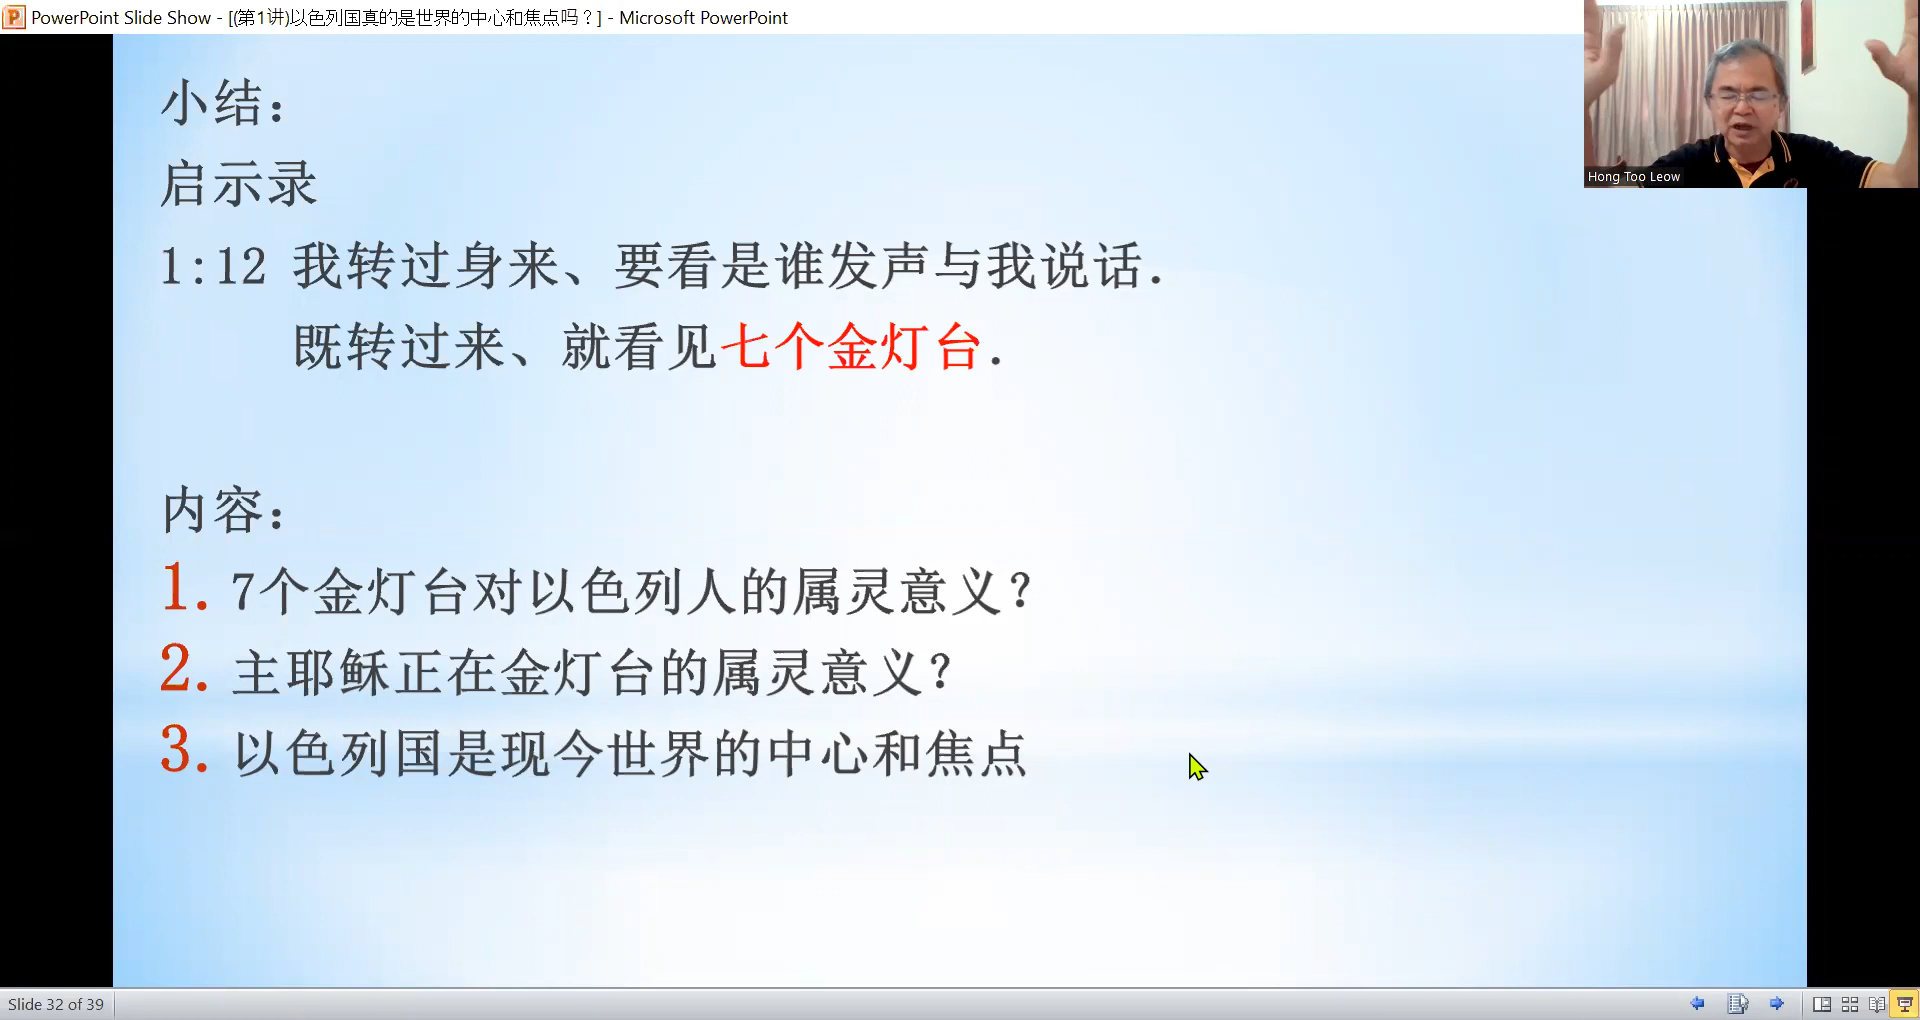 PowerPoint Slide Show - [(第1讲)以色列国真的是世界的中心和焦点吗？] - Microsoft PowerPoint
Hong Too Leow
小结：
启示录
1:12 我转过身来、要看是谁发声与我说话．
既转过来、就看见七个金灯台．
内容：
1. 7个金灯台对以色列人的属灵意义？
2. 主耶稣正在金灯台的属灵意义？
3. 以色列国是现今世界的中心和焦点
Slide 32 of 39